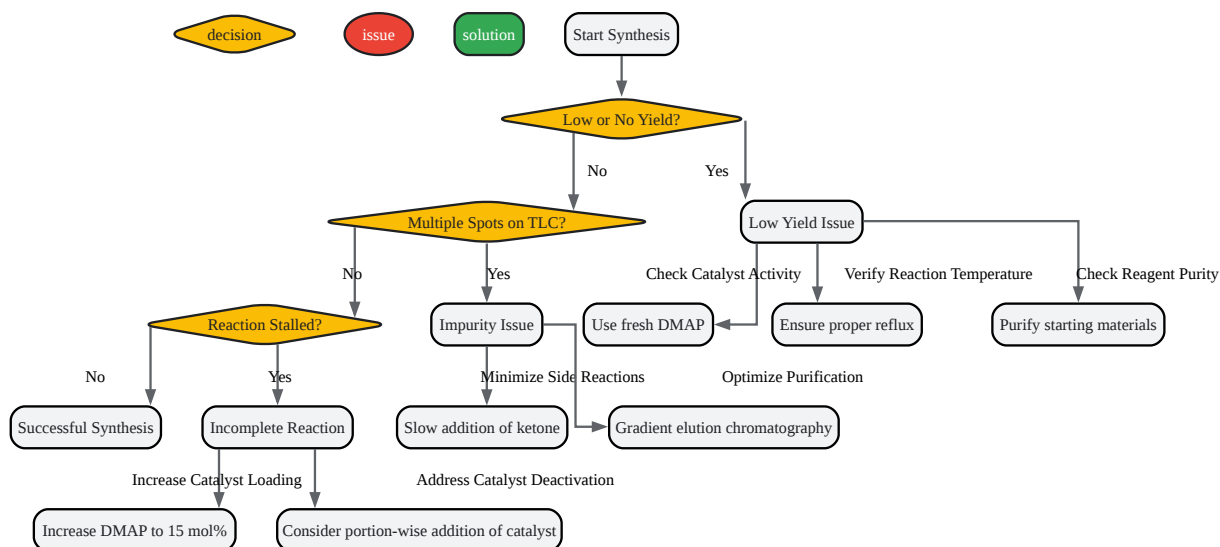 decision
issue
solution
Start Synthesis
Low or No Yield?
No
Yes
Multiple Spots on TLC?
Low Yield Issue
No
Yes
Check Catalyst Activity
Verify Reaction Temperature
Check Reagent Purity
Reaction Stalled?
Impurity Issue
Use fresh DMAP
Ensure proper reflux
Purify starting materials
No
Yes
Minimize Side Reactions
Optimize Purification
Successful Synthesis
Incomplete Reaction
Slow addition of ketone
Gradient elution chromatography
Increase Catalyst Loading
Address Catalyst Deactivation
Increase DMAP to 15 mol%
Consider portion-wise addition of catalyst